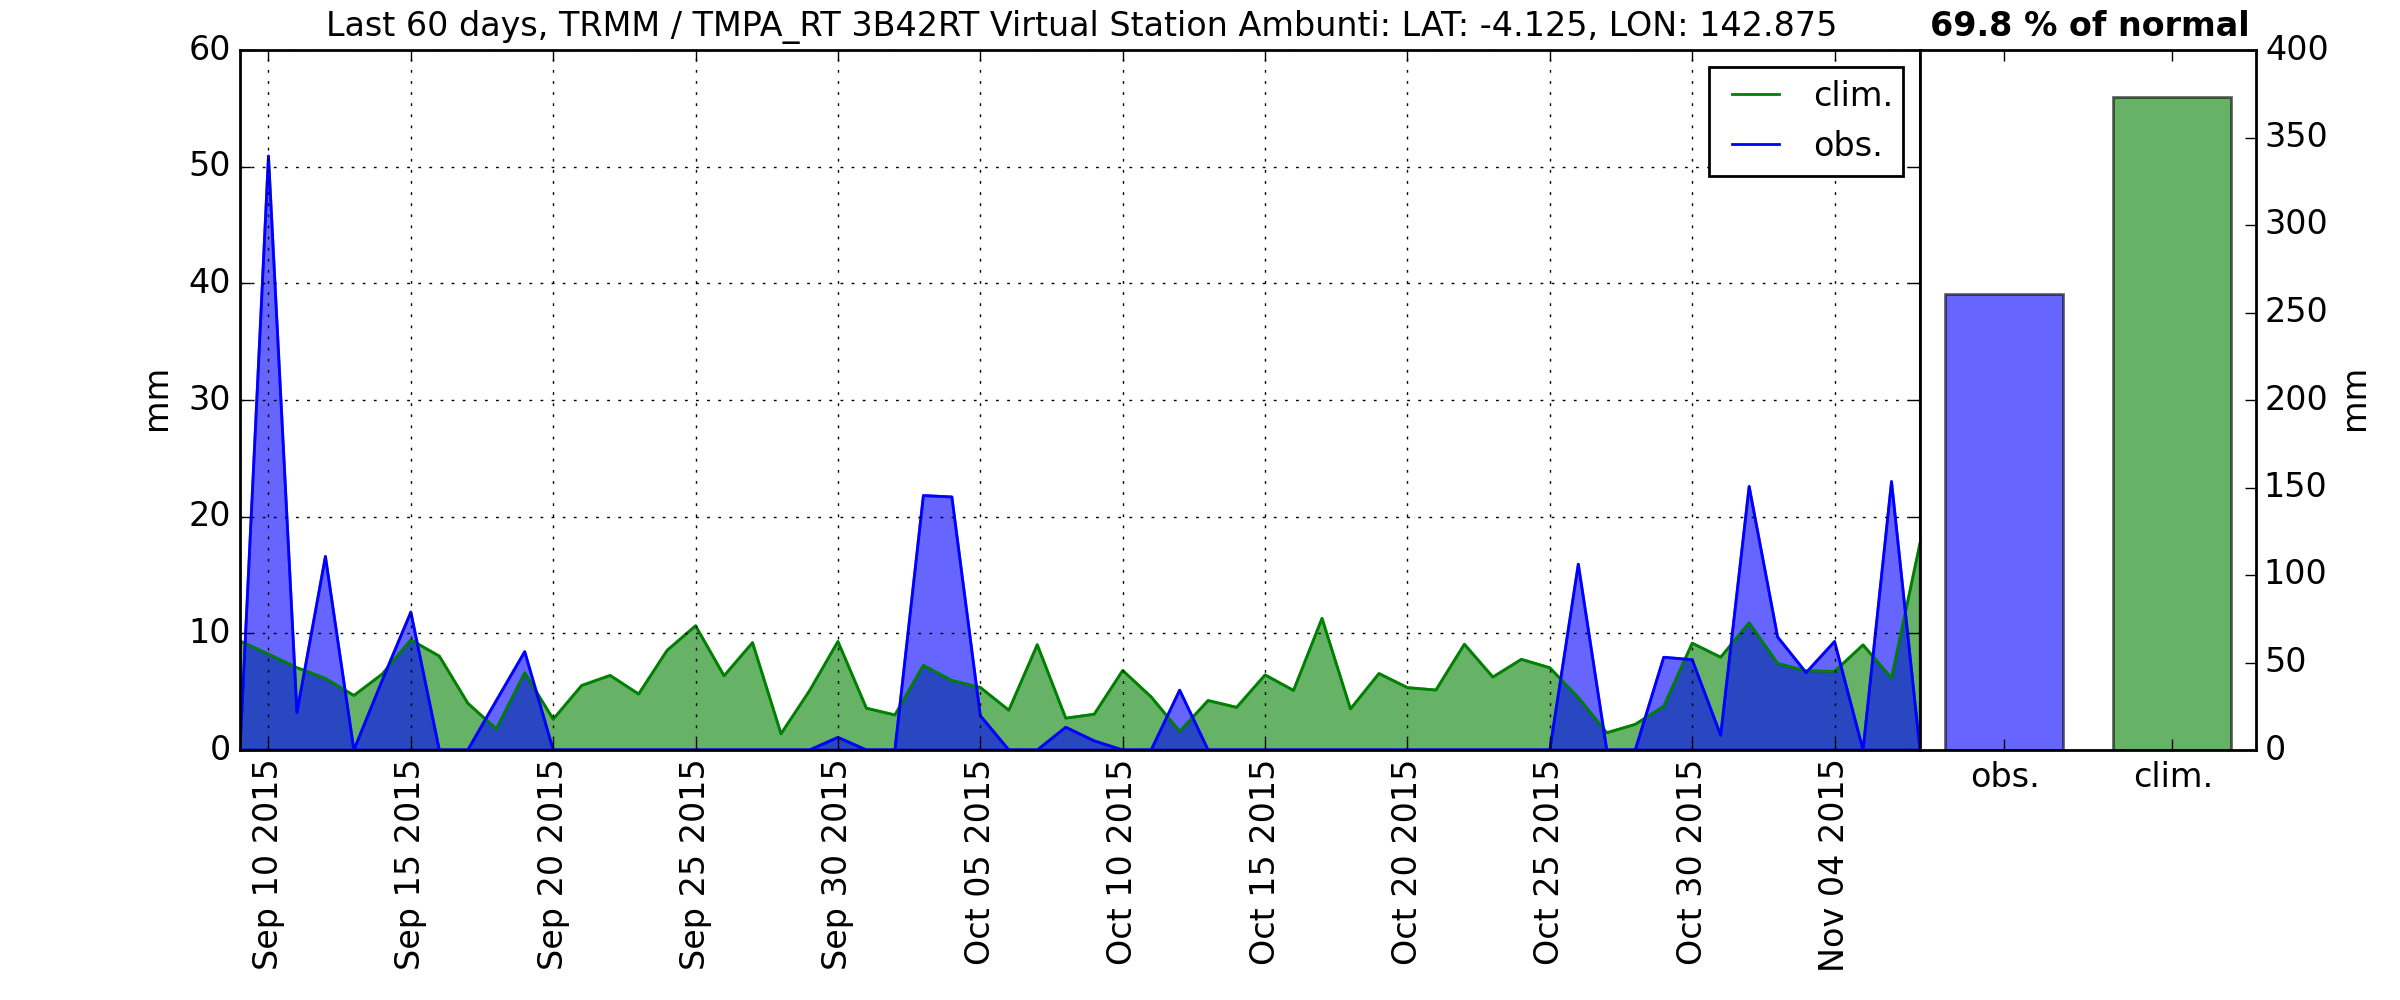 Last 60 days, TRMM / TMPA_RT 3B42RT Virtual Station Ambunti: LAT: -4.125, LON: 142.875
69.8 % of normal
60
50
40
30
20
10
0
mm
clim.
obs.
Sep 10 2015
Sep 15 2015
Sep 20 2015
Sep 25 2015
Sep 30 2015
Oct 05 2015
Oct 10 2015
Oct 15 2015
Oct 20 2015
Oct 25 2015
Oct 30 2015
Nov 04 2015
400
350
300
250
200
150
100
50
0
mm
obs.
clim.